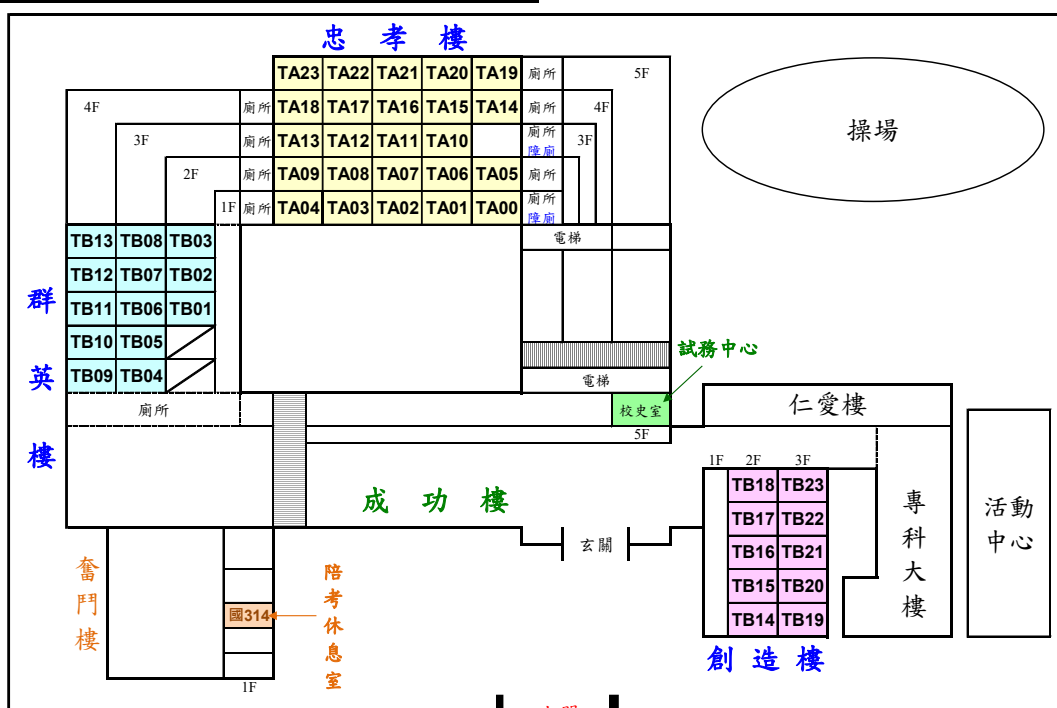 忠孝樓
TA23 TA22 TA21 TA20 TA19 廁所 5F
4F 廁所 TA18 TA17 TA16 TA15 TA14 廁所 4F
操場
3F 廁所 TA13 TA12 TA11 TA10 廁所 障廁 3F
2F 廁所 TA09 TA08 TA07 TA06 TA05 廁所
1F 廁所 TA04 TA03 TA02 TA01 TA00 廁所 障廁
群英樓
TB13 TB08 TB03
電梯
TB12 TB07 TB02
TB11 TB06 TB01
TB10 TB05
TB09 TB04
試務中心
電梯
廁所
校史室
5F
仁愛樓
成功樓
玄關
1F 2F 3F
TB18 TB23
TB17 TB22
TB16 TB21
TB15 TB20
TB14 TB19
創造樓
專科大樓
活動
中心
奮鬥樓
國314
陪考休息室
1F